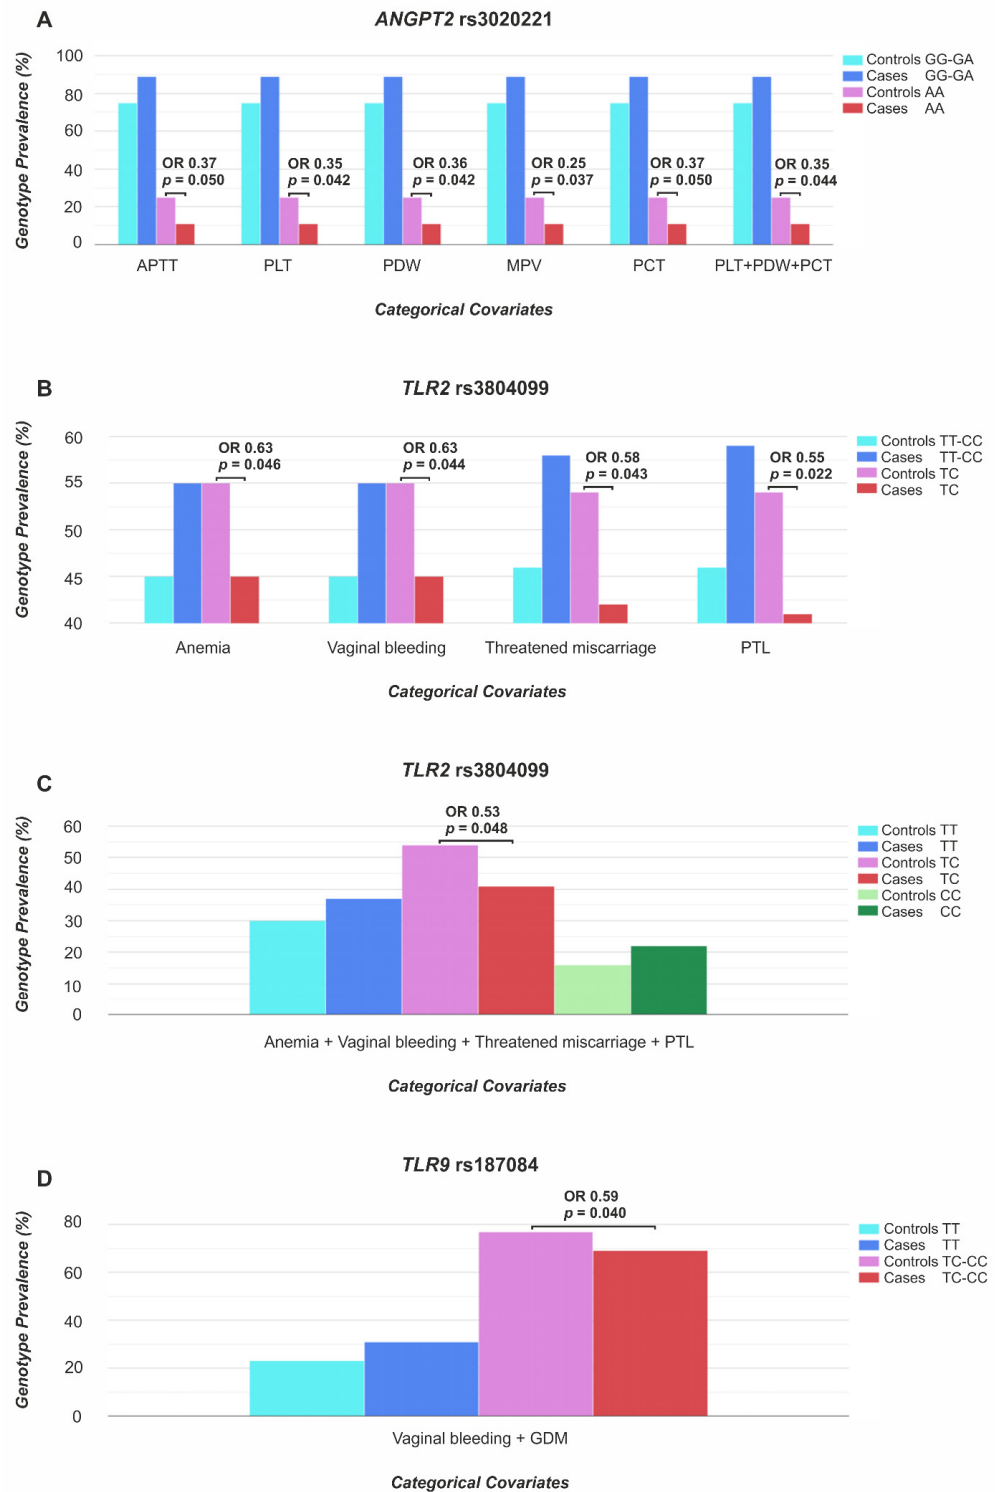 A
ANGPT2 rs3020221
Genotype Prevalence (%)
100
80
60
40
20
0
OR 0.37
p = 0.050
OR 0.35
p = 0.042
OR 0.36
p = 0.042
OR 0.25
p = 0.037
OR 0.37
p = 0.050
OR 0.35
p = 0.044
Controls GG-GA
Cases GG-GA
Controls AA
Cases AA
APTT
PLT
PDW
MPV
PCT
PLT+PDW+PCT
Categorical Covariates
B
TLR2 rs3804099
Genotype Prevalence (%)
60
55
50
45
40
OR 0.63
p = 0.046
OR 0.63
p = 0.044
OR 0.58
p = 0.043
OR 0.55
p = 0.022
Controls TT-CC
Cases TT-CC
Controls TC
Cases TC
Anemia
Vaginal bleeding
Threatened miscarriage
PTL
Categorical Covariates
C
TLR2 rs3804099
Genotype Prevalence (%)
60
50
40
30
20
10
0
OR 0.53
p = 0.048
Controls TT
Cases TT
Controls TC
Cases TC
Controls CC
Cases CC
Anemia + Vaginal bleeding + Threatened miscarriage + PTL
Categorical Covariates
D
TLR9 rs187084
Genotype Prevalence (%)
80
60
40
20
0
OR 0.59
p = 0.040
Controls TT
Cases TT
Controls TC-CC
Cases TC-CC
Vaginal bleeding + GDM
Categorical Covariates